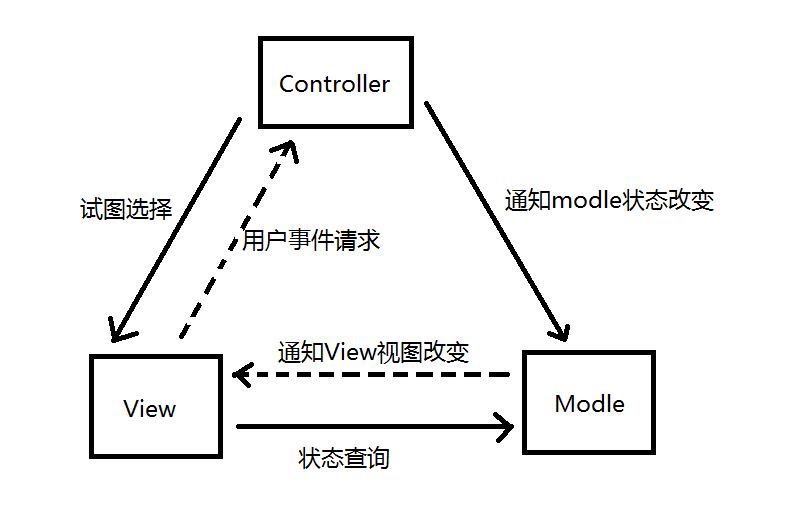 Controller
试图选择
通知modle状态改变
用户事件请求
通知View视图改变
View
Modle
状态查询